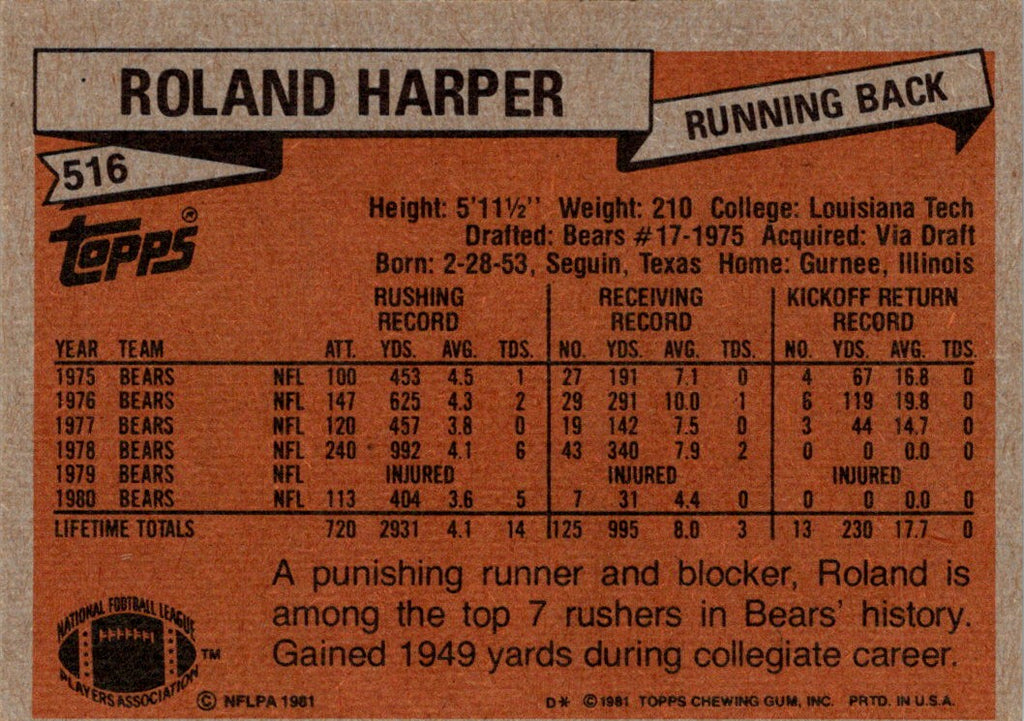 ROLAND HARPER
RUNNING BACK
516
TOPPS®
Height: 5'11½'' Weight: 210 College: Louisiana Tech
Drafted: Bears #17-1975 Acquired: Via Draft
Born: 2-28-53, Seguin, Texas Home: Gurnee, Illinois
RUSHING RECORD RECEIVING RECORD KICKOFF RETURN RECORD
YEAR TEAM ATT. YDS. AVG. TDS. NO. YDS. AVG. TDS. NO. YDS. AVG. TDS.
1975 BEARS NFL 100 453 4.5 1 27 191 7.1 0 4 67 16.8 0
1976 BEARS NFL 147 625 4.3 2 29 291 10.0 1 6 119 19.8 0
1977 BEARS NFL 120 457 3.8 0 19 142 7.5 0 3 44 14.7 0
1978 BEARS NFL 240 992 4.1 6 43 340 7.9 2 0 0 0.0 0
1979 BEARS NFL INJURED INJURED INJURED
1980 BEARS NFL 113 404 3.6 5 7 31 4.4 0 0 0 0.0 0
LIFETIME TOTALS 720 2931 4.1 14 125 995 8.0 3 13 230 17.7 0
A punishing runner and blocker, Roland is
among the top 7 rushers in Bears' history.
Gained 1949 yards during collegiate career.
NATIONAL FOOTBALL LEAGUE
PLAYERS ASSOCIATION ™
© NFLPA 1981
D* © 1981 TOPPS CHEWING GUM, INC. PRTD. IN U.S.A.